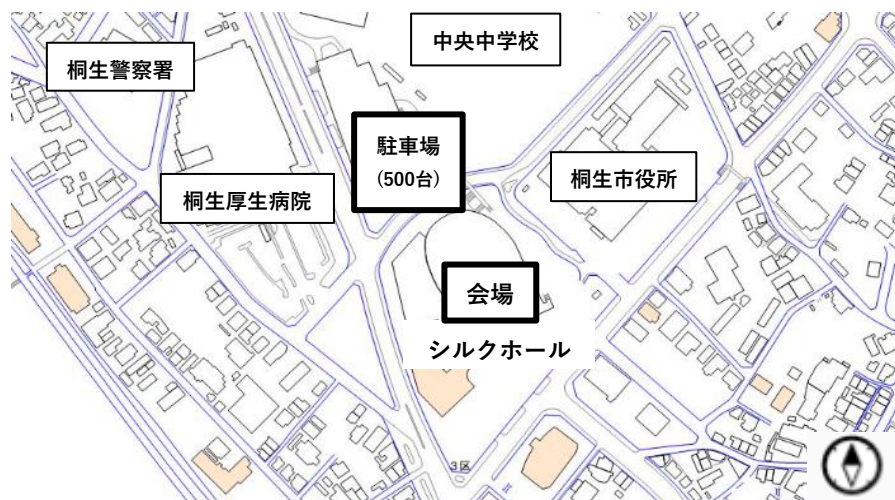 中央中学校
桐生警察署
駐車場
(500台)
桐生市役所
桐生厚生病院
会場
シルクホール
3区